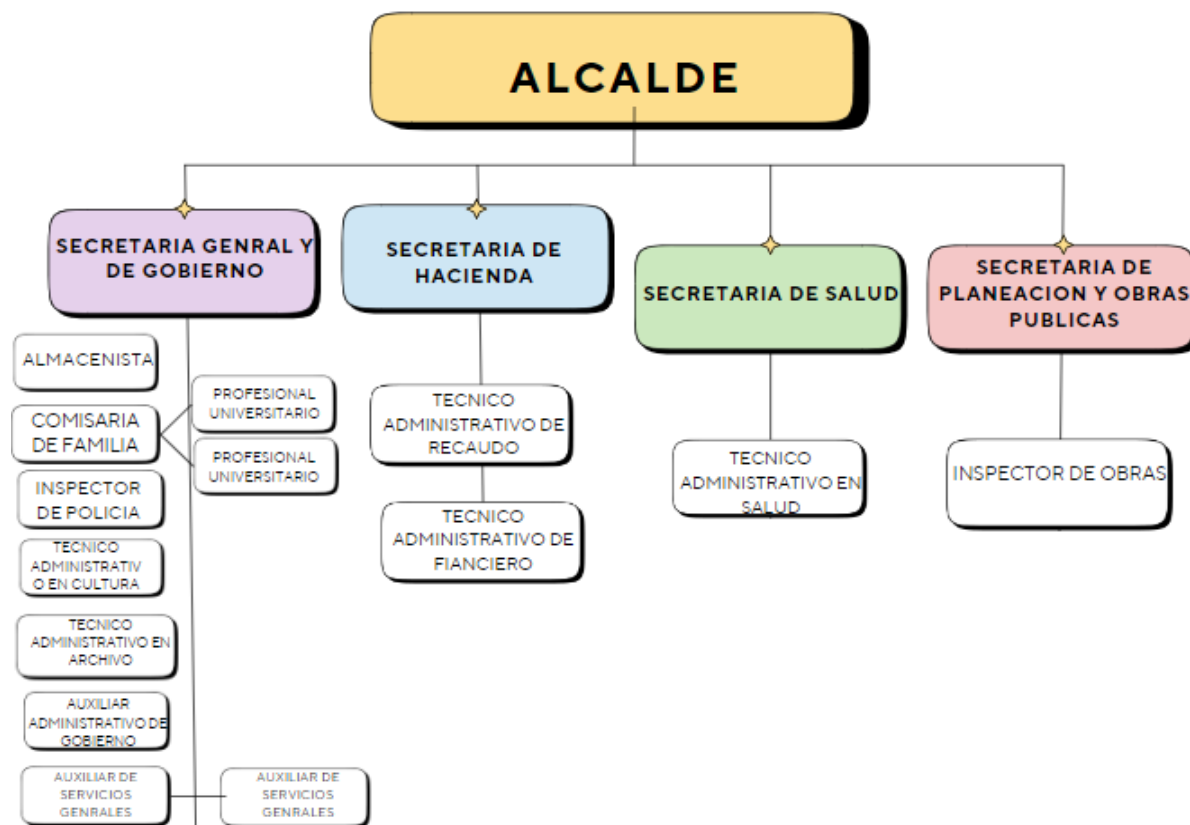 ALCALDE
SECRETARIA GENRAL Y
DE GOBIERNO
SECRETARIA DE
HACIENDA
SECRETARIA DE SALUD
SECRETARIA DE
PLANEACION Y OBRAS
PUBLICAS
ALMACENISTA
COMISARIA
DE FAMILIA
PROFESIONAL
UNIVERSITARIO
PROFESIONAL
UNIVERSITARIO
INSPECTOR
DE POLICIA
TECNICO
ADMINISTRATIV
O EN CULTURA
TECNICO
ADMINISTRATIVO EN
ARCHIVO
AUXILIAR
ADMINISTRATIVO DE
GOBIERNO
AUXILIAR DE
SERVICIOS
GENRALES
AUXILIAR DE
SERVICIOS
GENRALES
TECNICO
ADMINISTRATIVO DE
RECAUDO
TECNICO
ADMINISTRATIVO DE
FIANCIERO
TECNICO
ADMINISTRATIVO EN
SALUD
INSPECTOR DE OBRAS